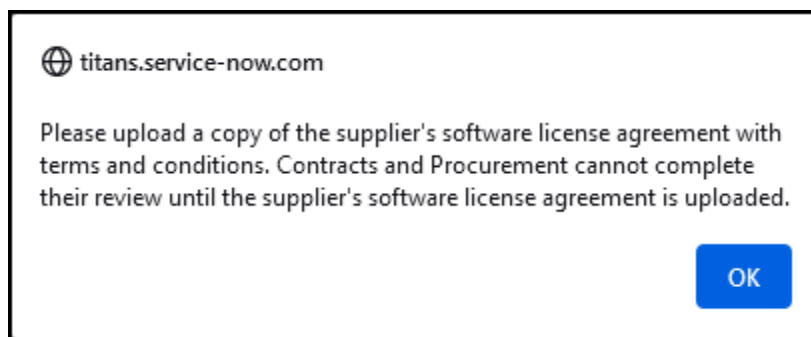 titans.service-now.com
Please upload a copy of the supplier's software license agreement with
terms and conditions. Contracts and Procurement cannot complete
their review until the supplier's software license agreement is uploaded.
OK